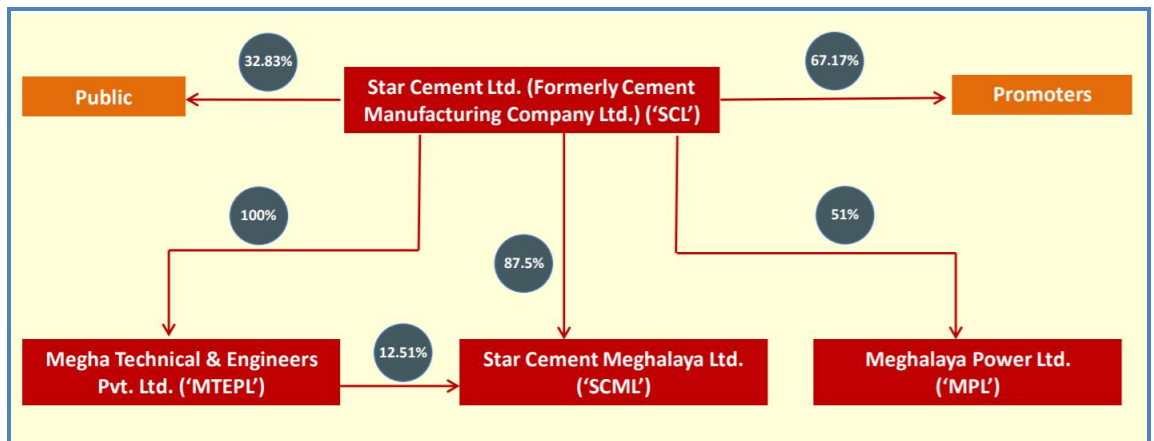 32.83%
67.17%
Public
Star Cement Ltd. (Formerly Cement
Manufacturing Company Ltd.) (‘SCL’)
Promoters
100%
51%
87.5%
Megha Technical & Engineers
Pvt. Ltd. (‘MTEPL’)
12.51%
Star Cement Meghalaya Ltd.
(‘SCML’)
Meghalaya Power Ltd.
(‘MPL’)